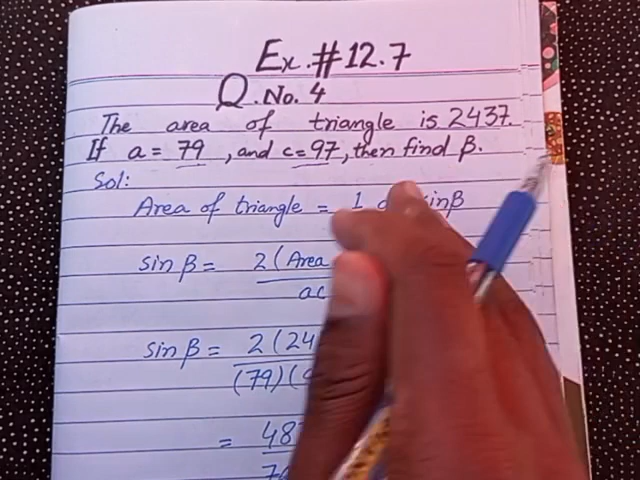 Ex.#12.7
Q.No. 4
The area of triangle is 2437.
If a = 79, and c = 97, then find β.
Sol:
Area of triangle = 1 sinβ
sin β = 2 (Area
ac
sin β = 2 (24
(79)(
= 48